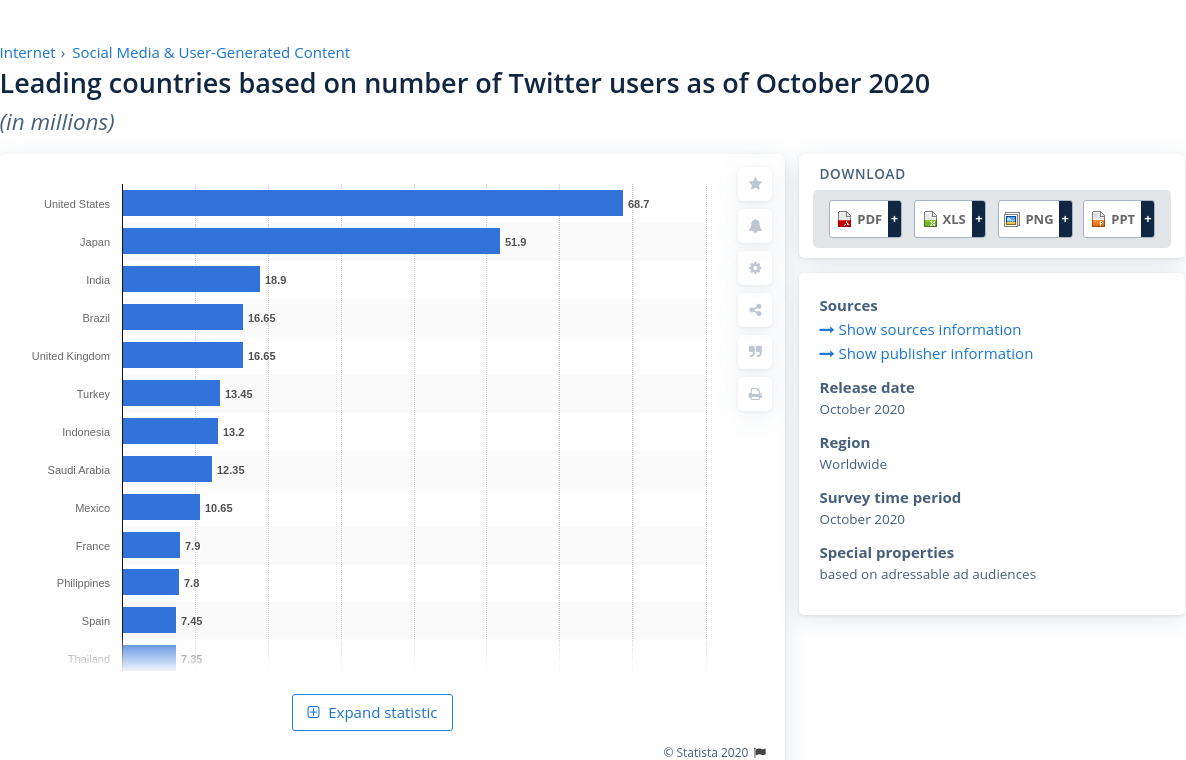 Internet › Social Media & User-Generated Content
Leading countries based on number of Twitter users as of October 2020
(in millions)
United States 68.7
Japan 51.9
India 18.9
Brazil 16.65
United Kingdom 16.65
Turkey 13.45
Indonesia 13.2
Saudi Arabia 12.35
Mexico 10.65
France 7.9
Philippines 7.8
Spain 7.45
Thailand 7.35
Expand statistic
© Statista 2020
DOWNLOAD
PDF + XLS + PNG + PPT +
Sources
Show sources information
Show publisher information
Release date
October 2020
Region
Worldwide
Survey time period
October 2020
Special properties
based on adressable ad audiences